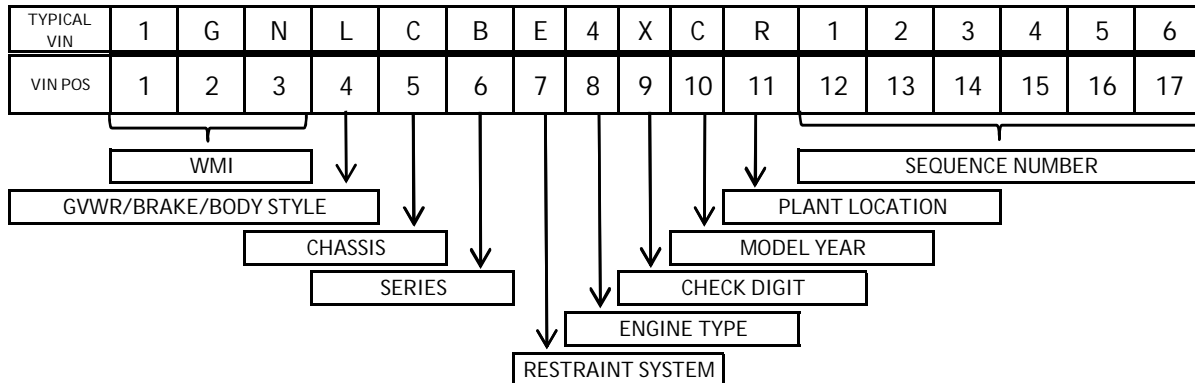 TYPICAL VIN 1 G N L C B E 4 X C R 1 2 3 4 5 6
VIN POS 1 2 3 4 5 6 7 8 9 10 11 12 13 14 15 16 17
WMI SEQUENCE NUMBER
GVWR/BRAKE/BODY STYLE PLANT LOCATION
CHASSIS MODEL YEAR
SERIES CHECK DIGIT
ENGINE TYPE
RESTRAINT SYSTEM